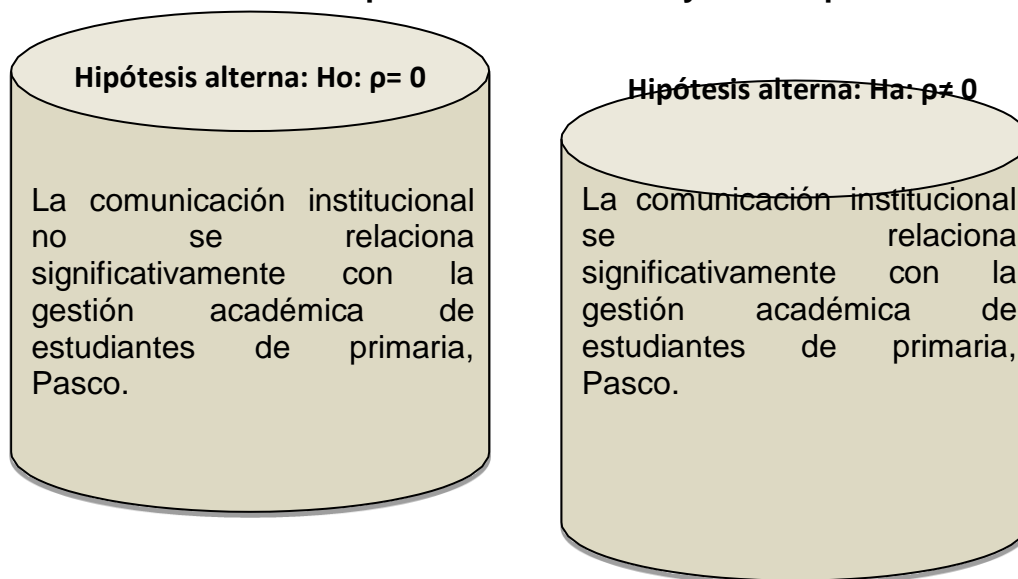 Hipótesis alterna: Ho: ρ= 0
La comunicación institucional
no se relaciona
significativamente con la
gestión académica de
estudiantes de primaria,
Pasco.
Hipótesis alterna: Ha: ρ≠ 0
La comunicación institucional
se relaciona
significativamente con la
gestión académica de
estudiantes de primaria,
Pasco.